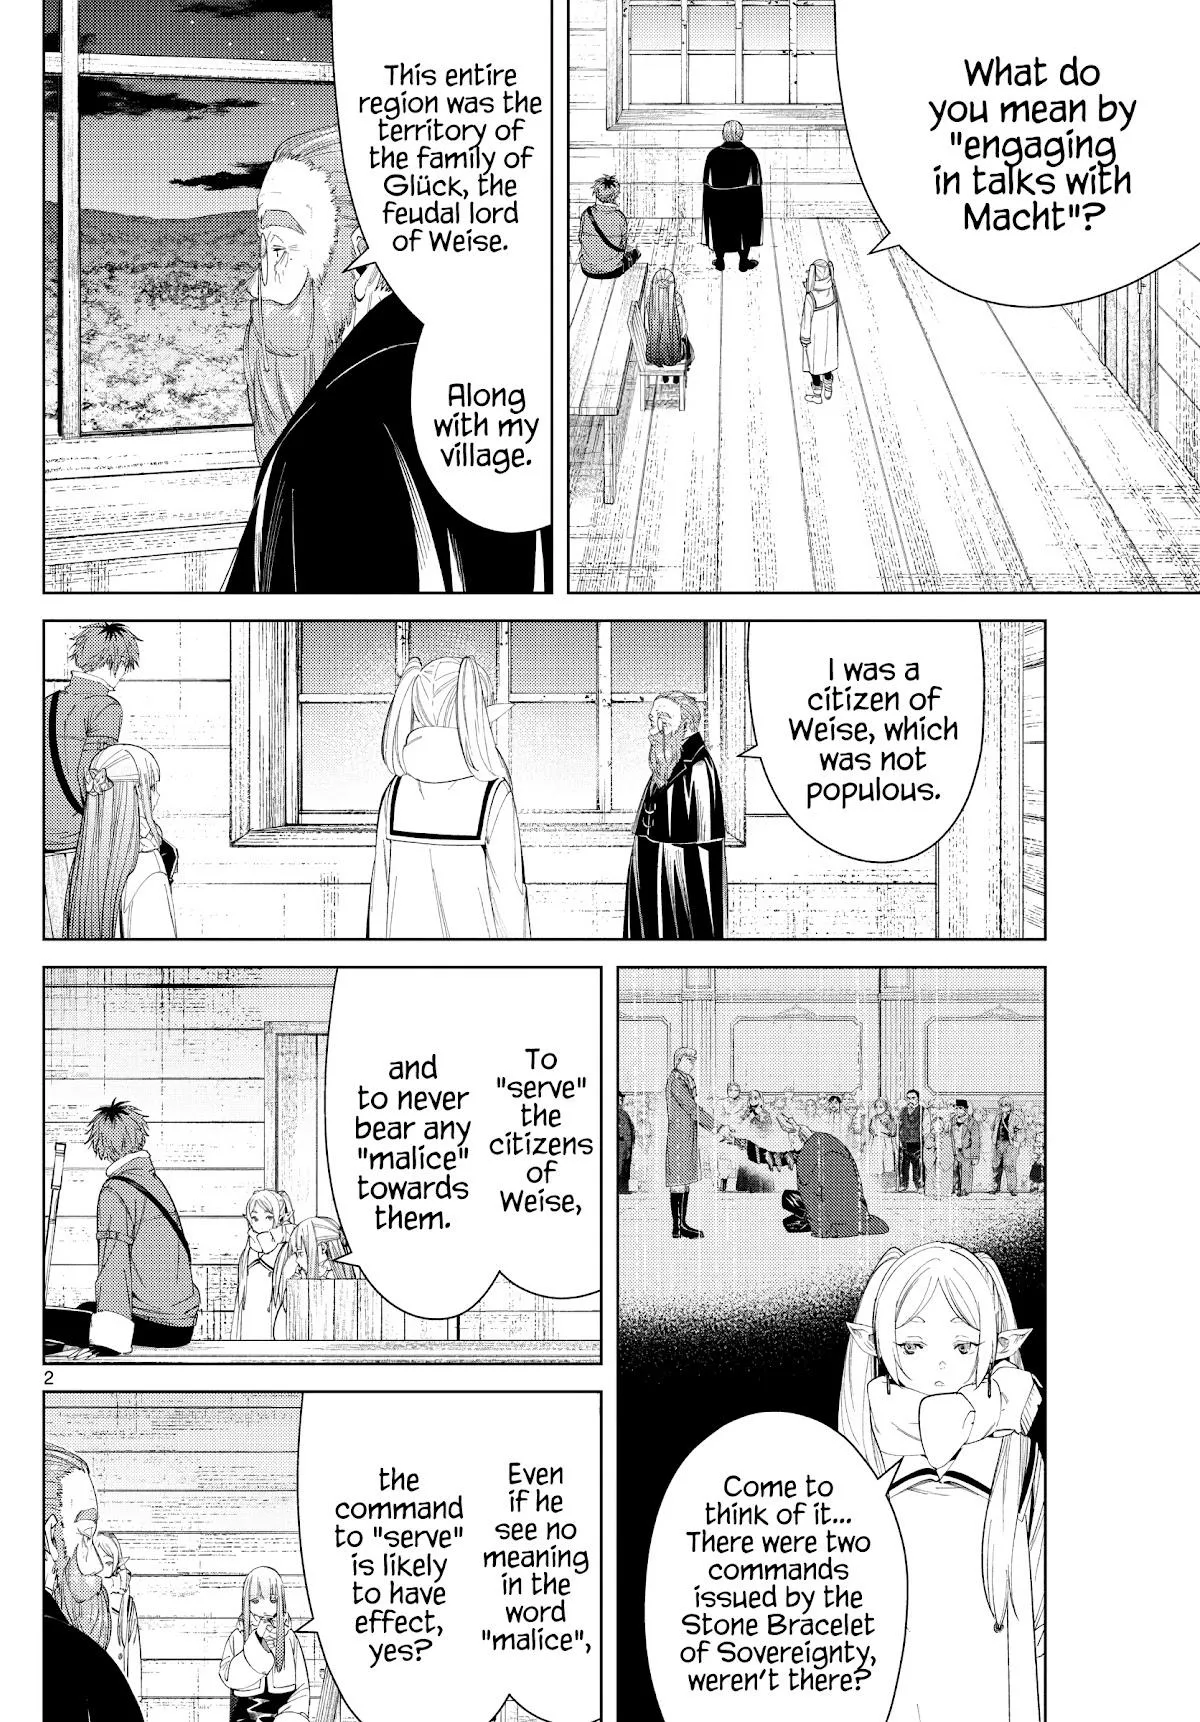 What do
you mean by
"engaging
in talks with
Macht"?
This entire
region was the
territory of
the family of
Glück, the
feudal lord
of Weise.
Along
with my
village.
I was a
citizen of
Weise, which
was not
populous.
Come to
think of it...
There were two
commands
issued by the
Stone Bracelet
of Sovereignty,
weren't there?
To
"serve" the
citizens
of
Weise,
and
to never
bear any
"malice"
towards
them.
Even
if he
see no
meaning
in the
word
"malice",
the
command
to "serve"
is likely
to have
effect,
yes?
2